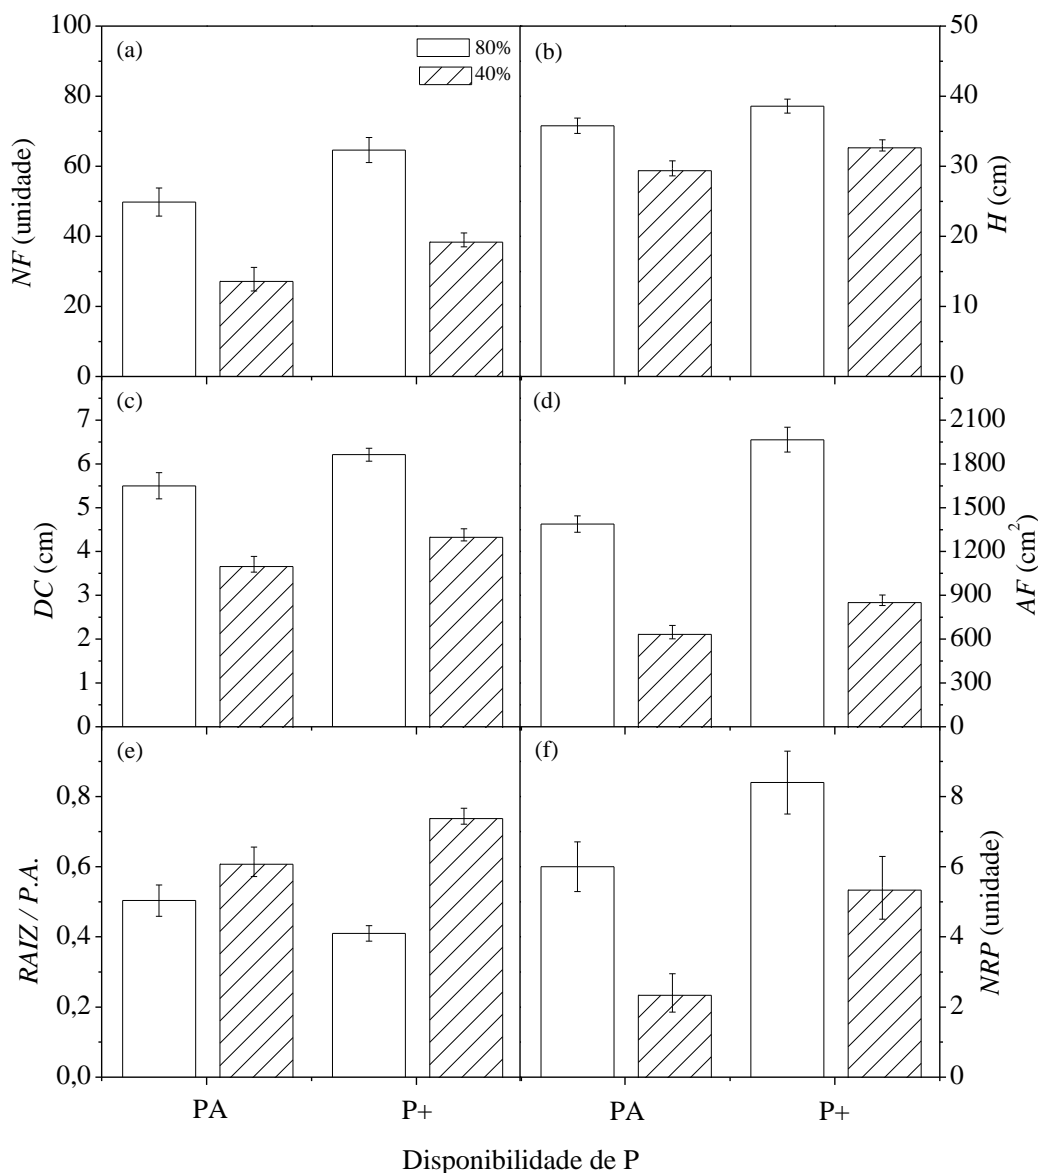 (a)
80%
40%
100
80
60
40
20
0
NF (unidade)
(b)
50
40
30
20
10
0
H (cm)
(c)
7
6
5
4
3
2
1
0
DC (cm)
(d)
2100
1800
1500
1200
900
600
300
0
AF (cm²)
(e)
0,8
0,6
0,4
0,2
0,0
RAIZ / P.A.
(f)
8
6
4
2
0
NRP (unidade)
PA
P+
PA
P+
Disponibilidade de P